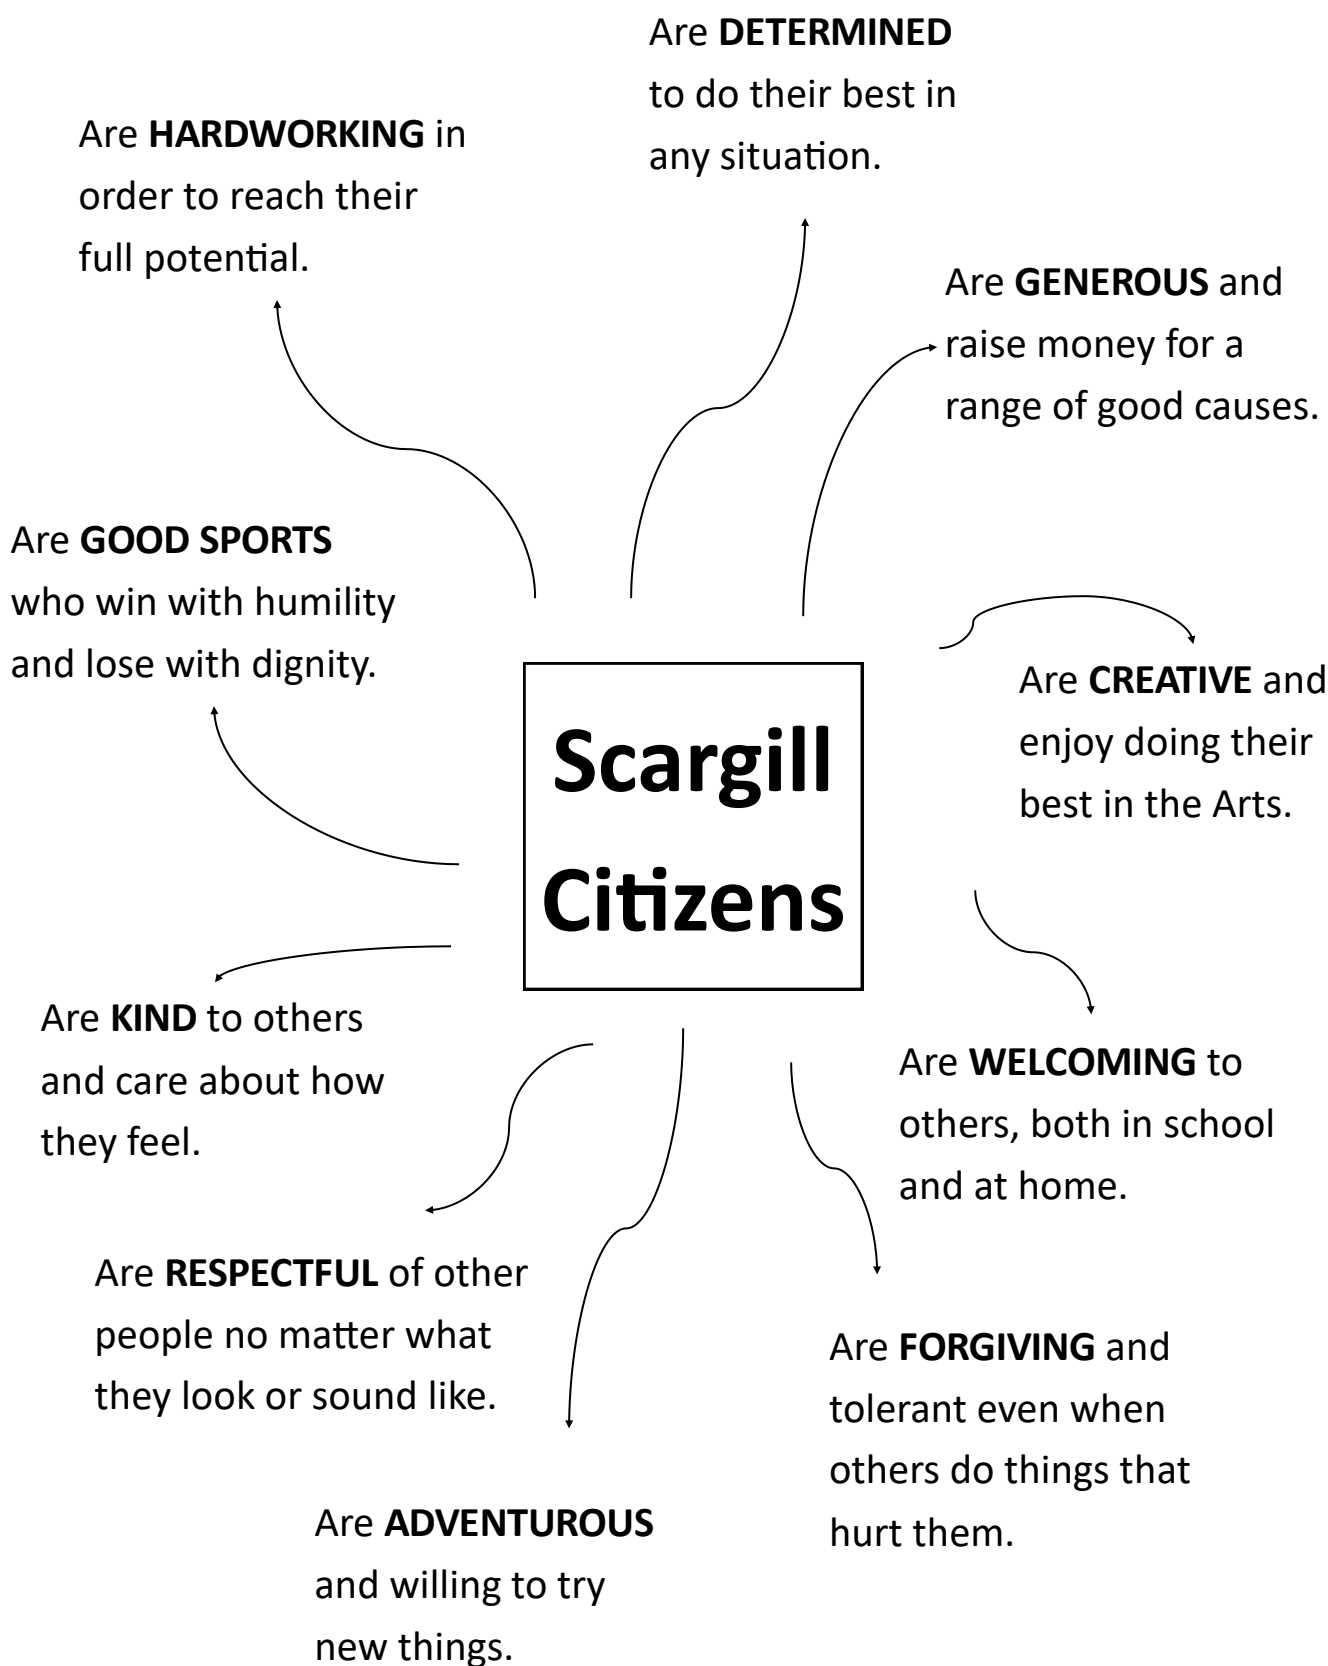 Are DETERMINED
to do their best in
any situation.
Are HARDWORKING in
order to reach their
full potential.
Are GENEROUS and
raise money for a
range of good causes.
Are GOOD SPORTS
who win with humility
and lose with dignity.
Are CREATIVE and
enjoy doing their
best in the Arts.
Scargill
Citizens
Are KIND to others
and care about how
they feel.
Are WELCOMING to
others, both in school
and at home.
Are RESPECTFUL of other
people no matter what
they look or sound like.
Are FORGIVING and
tolerant even when
others do things that
hurt them.
Are ADVENTUROUS
and willing to try
new things.